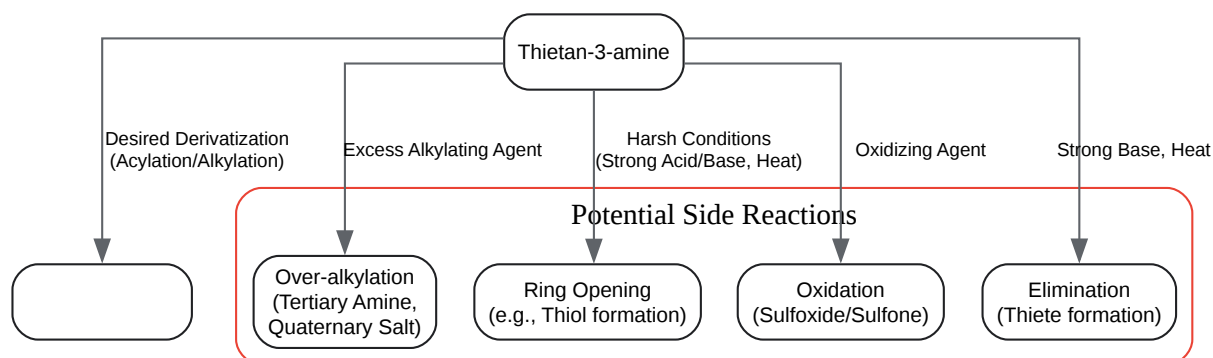 Thietan-3-amine
Desired Derivatization
(Acylation/Alkylation)
Excess Alkylating Agent
Harsh Conditions
(Strong Acid/Base, Heat)
Oxidizing Agent
Strong Base, Heat
Potential Side Reactions
Over-alkylation
(Tertiary Amine,
Quaternary Salt)
Ring Opening
(e.g., Thiol formation)
Oxidation
(Sulfoxide/Sulfone)
Elimination
(Thiete formation)